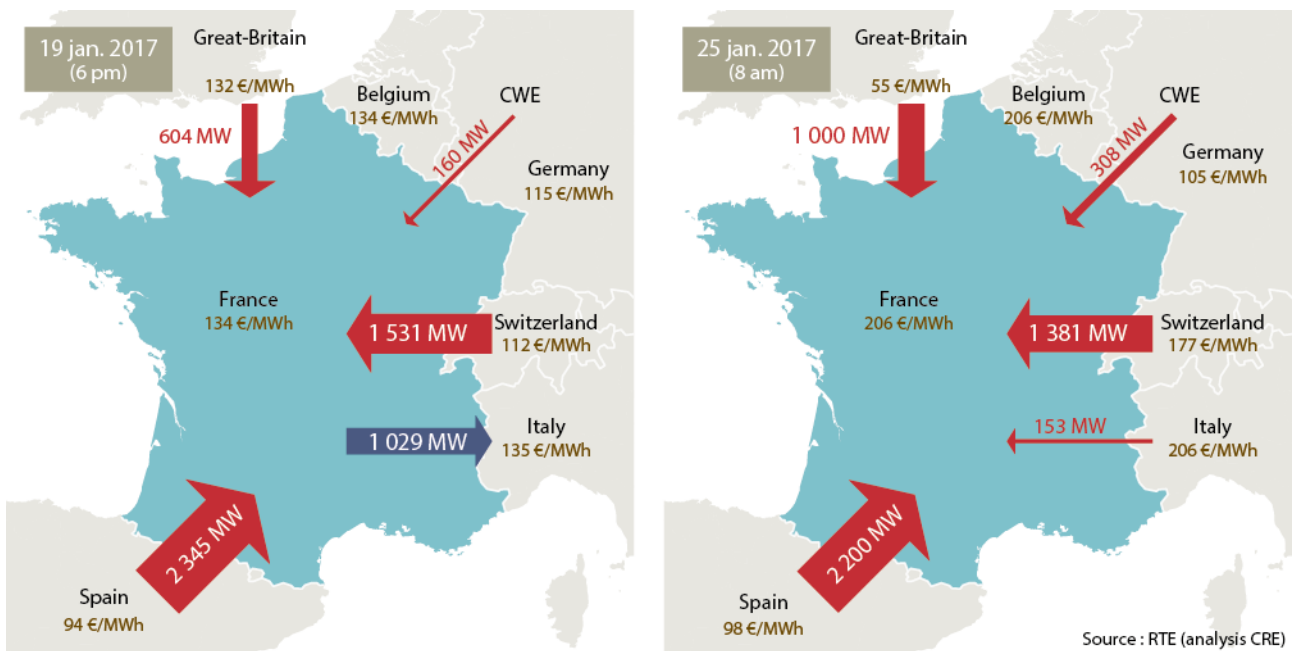 19 jan. 2017
(6 pm)
Great-Britain
132 €/MWh
604 MW
Belgium
134 €/MWh
CWE
160 MW
Germany
115 €/MWh
France
134 €/MWh
1 531 MW
Switzerland
112 €/MWh
1 029 MW
Italy
135 €/MWh
2 345 MW
Spain
94 €/MWh
25 jan. 2017
(8 am)
Great-Britain
55 €/MWh
1 000 MW
Belgium
206 €/MWh
CWE
308 MW
Germany
105 €/MWh
France
206 €/MWh
1 381 MW
Switzerland
177 €/MWh
153 MW
Italy
206 €/MWh
2 200 MW
Spain
98 €/MWh
Source : RTE (analysis CRE)